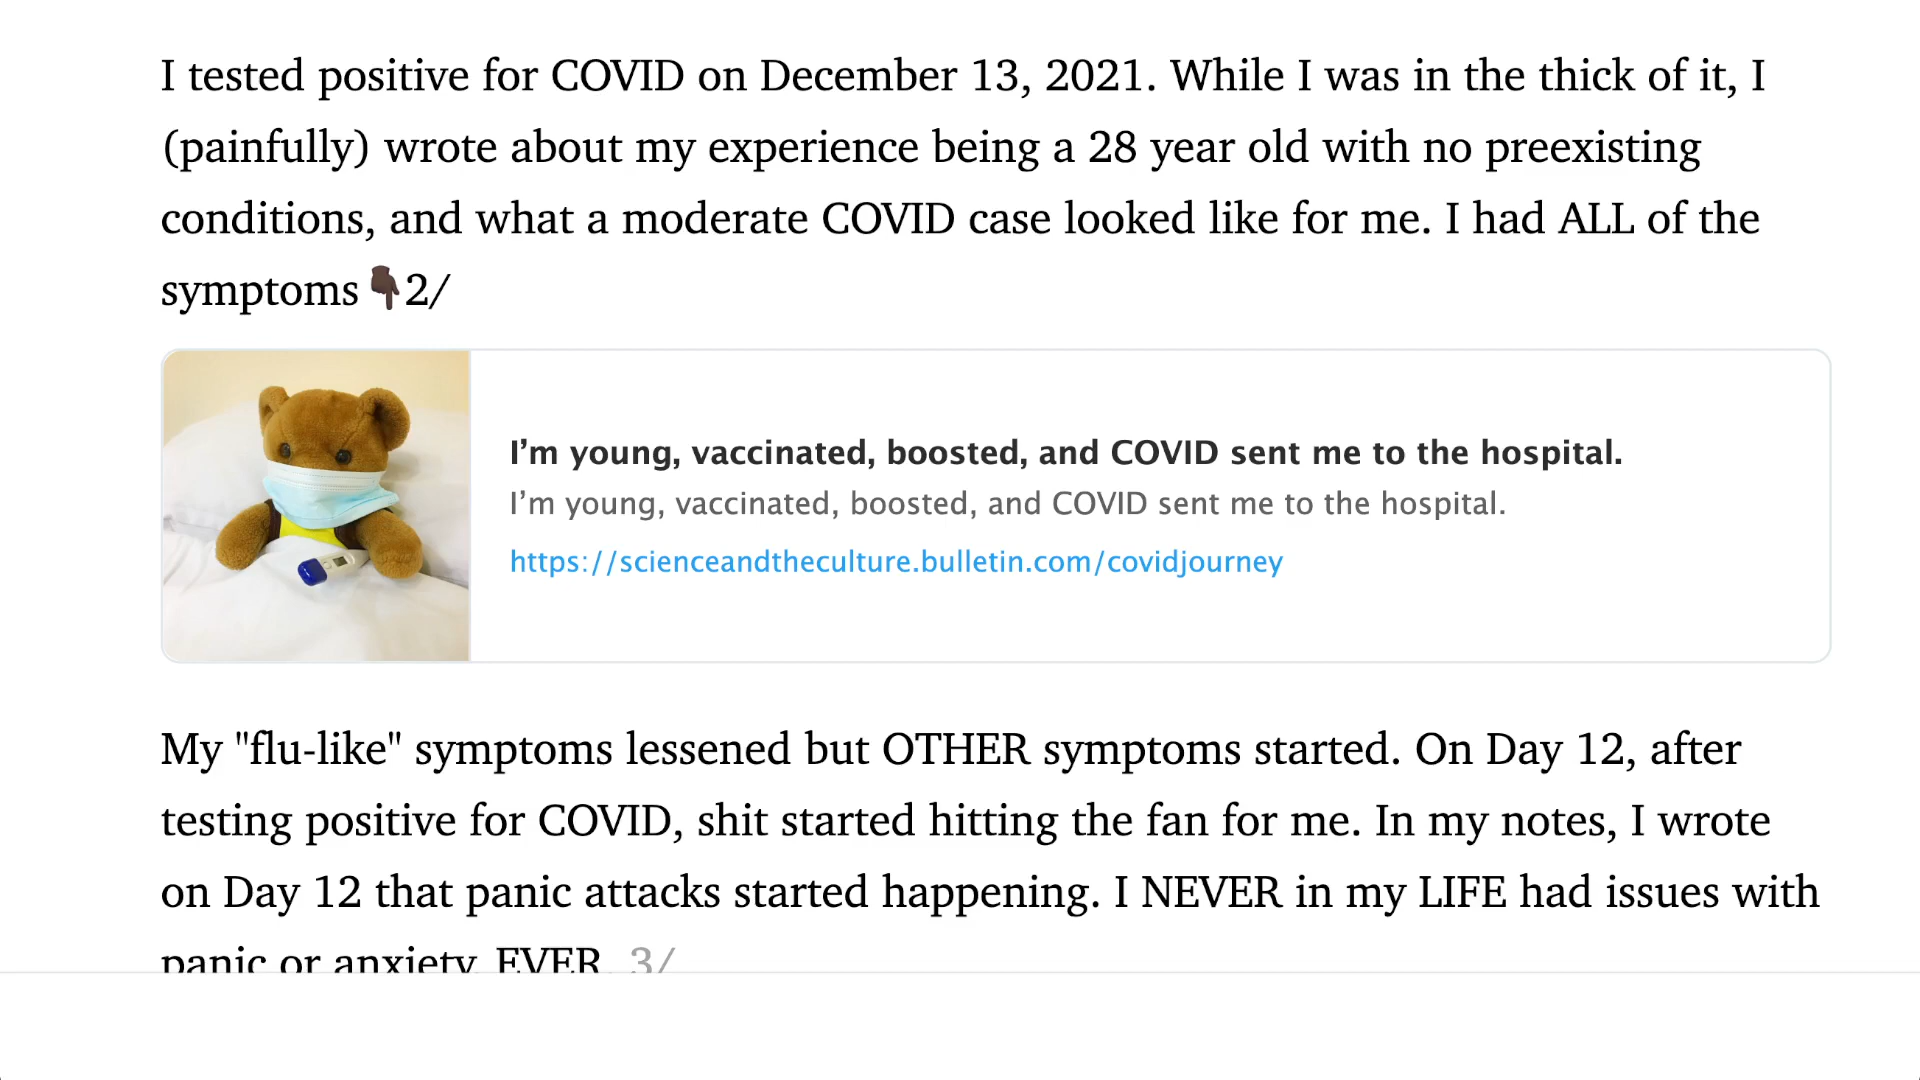 I tested positive for COVID on December 13, 2021. While I was in the thick of it, I
(painfully) wrote about my experience being a 28 year old with no preexisting
conditions, and what a moderate COVID case looked like for me. I had ALL of the
symptoms👇🏿2/
I’m young, vaccinated, boosted, and COVID sent me to the hospital.
I’m young, vaccinated, boosted, and COVID sent me to the hospital.
https://scienceandtheculture.bulletin.com/covidjourney
My "flu-like" symptoms lessened but OTHER symptoms started. On Day 12, after
testing positive for COVID, shit started hitting the fan for me. In my notes, I wrote
on Day 12 that panic attacks started happening. I NEVER in my LIFE had issues with
panic or anxiety. EVER. 3/